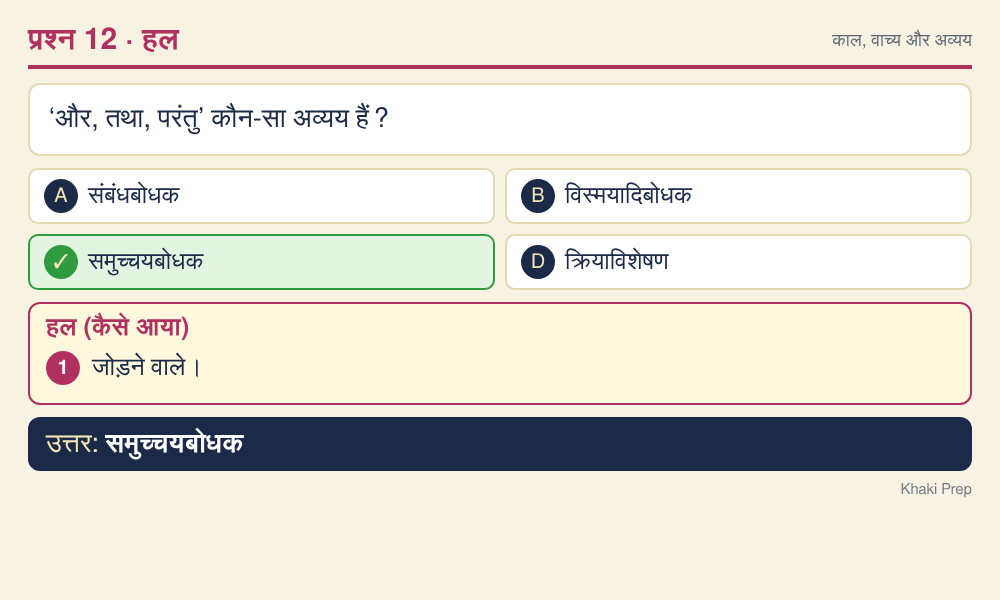 प्रश्न 12 · हल
काल, वाच्य और अव्यय
‘और, तथा, परंतु’ कौन-सा अव्यय हैं ?
A संबंधबोधक
B विस्मयादिबोधक
✓ समुच्चयबोधक
D क्रियाविशेषण
हल (कैसे आया)
1 जोड़ने वाले ।
उत्तर: समुच्चयबोधक
Khaki Prep